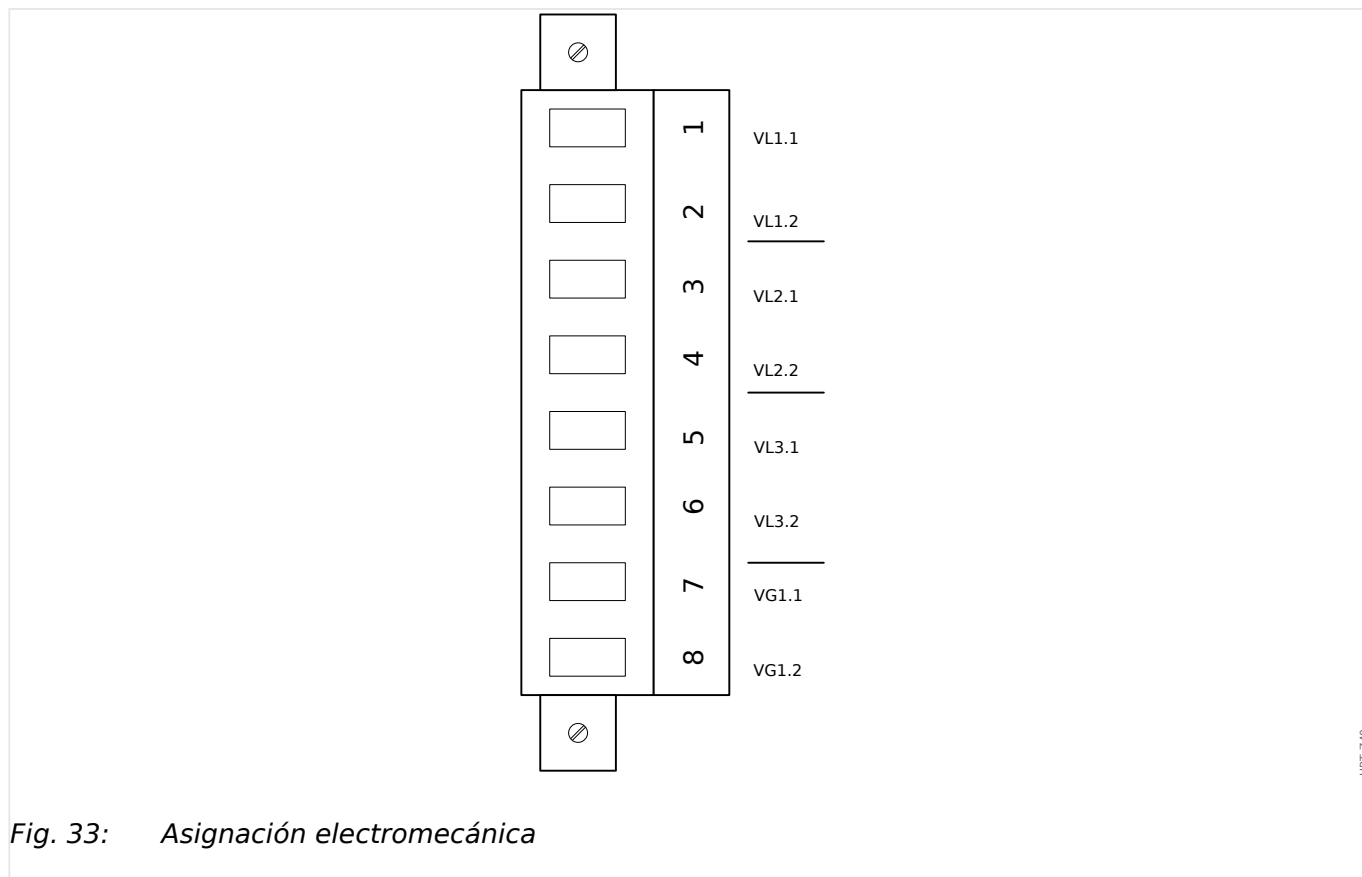 1 VL1.1
2 VL1.2
3 VL2.1
4 VL2.2
5 VL3.1
6 VL3.2
7 VG1.1
8 VG1.2
Fig. 33: Asignación electromecánica